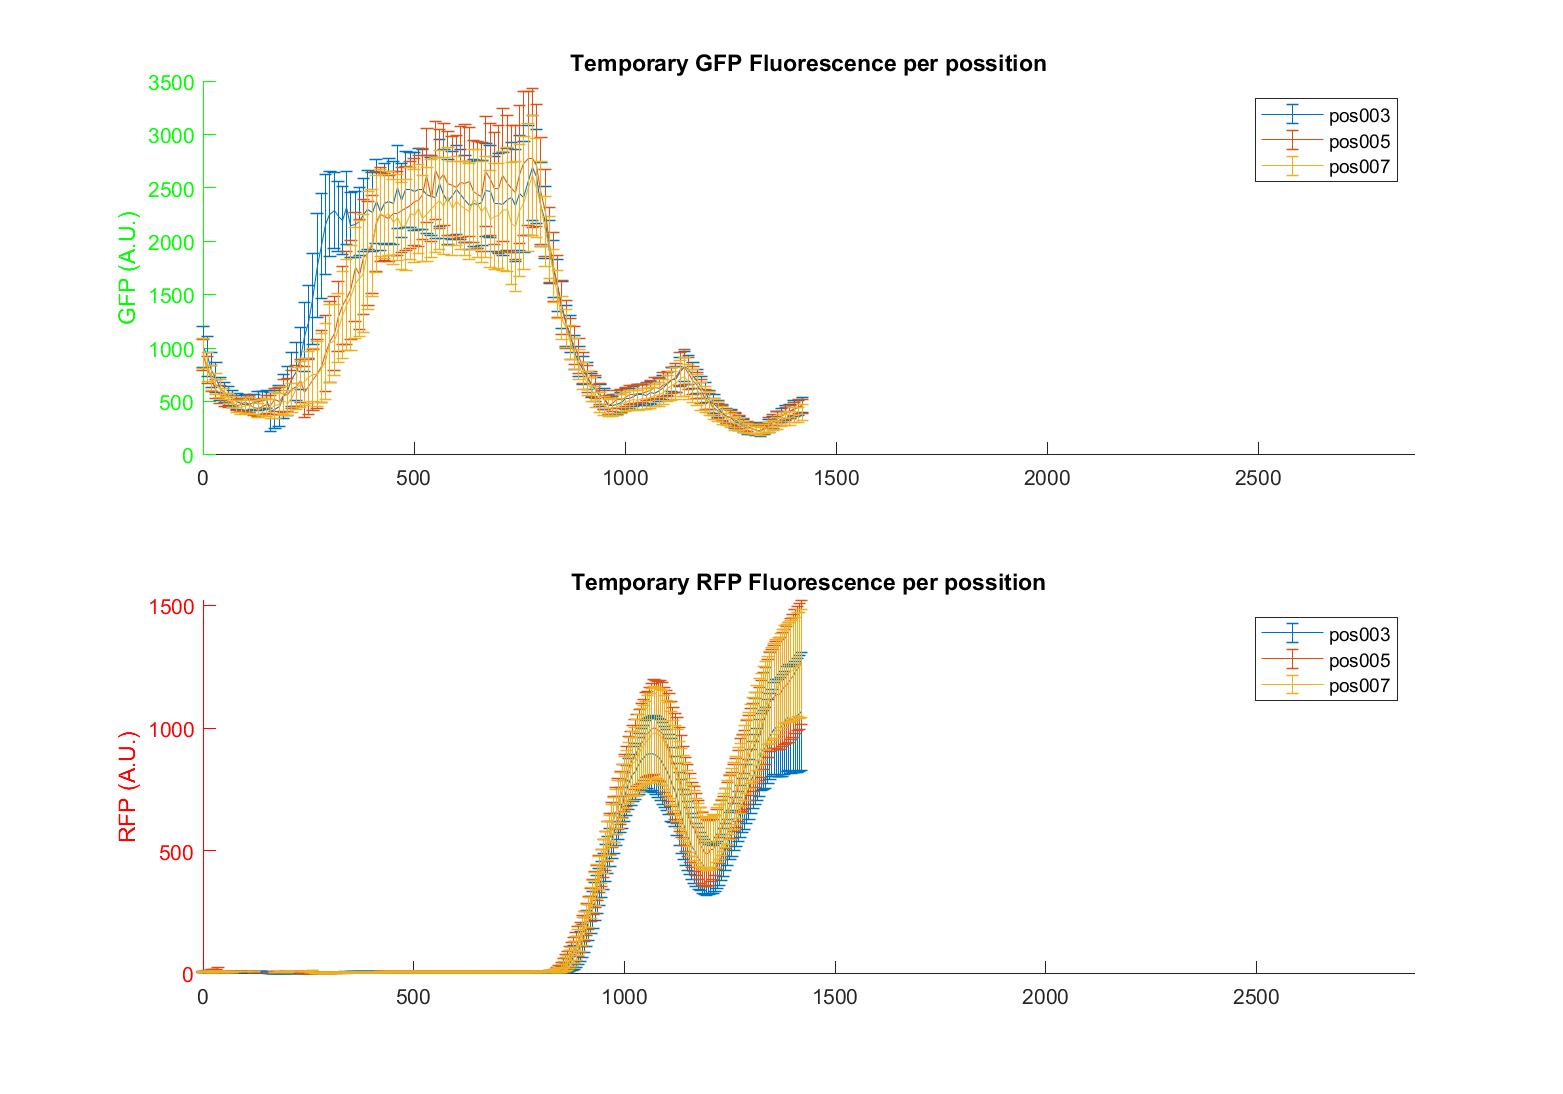 Temporary GFP Fluorescence per possition
3500
3000
2500
2000
1500
1000
500
0
GFP (A.U.)
pos003
pos005
pos007
0 500 1000 1500 2000 2500
Temporary RFP Fluorescence per possition
1500
1000
500
0
RFP (A.U.)
pos003
pos005
pos007
0 500 1000 1500 2000 2500